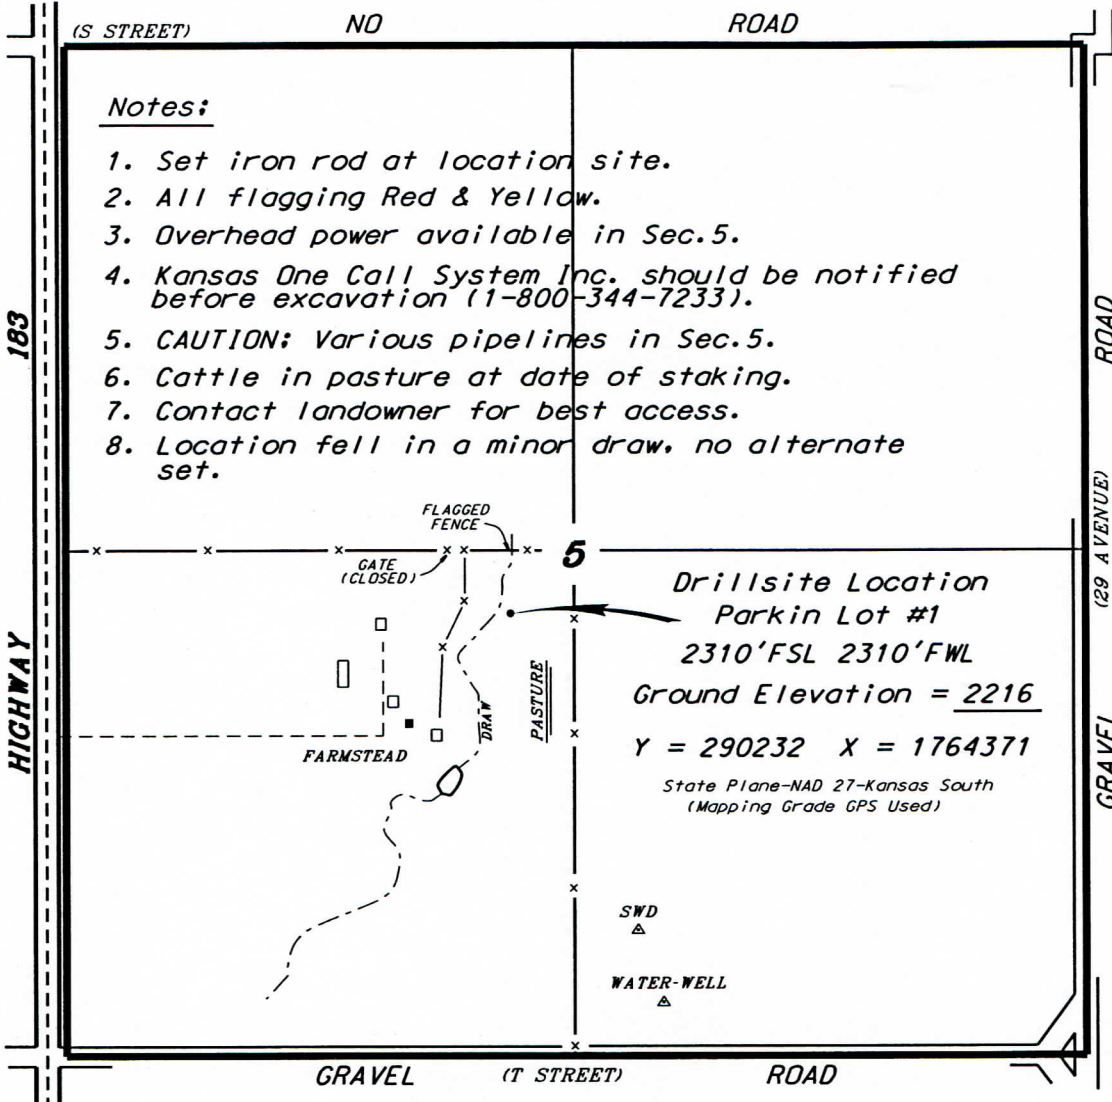 (S STREET) NO ROAD
Notes:
1. Set iron rod at location site.
2. All flagging Red & Yellow.
3. Overhead power available in Sec.5.
4. Kansas One Call System Inc. should be notified
before excavation (1-800-344-7233).
5. CAUTION: Various pipelines in Sec.5.
6. Cattle in pasture at date of staking.
7. Contact landowner for best access.
8. Location fell in a minor draw, no alternate
set.
HIGHWAY 183
FLAGGED
FENCE
GATE
(CLOSED)
5
Drillsite Location
Parkin Lot #1
2310'FSL 2310'FWL
Ground Elevation = 2216
Y = 290232 X = 1764371
State Plane-NAD 27-Kansas South
(Mapping Grade GPS Used)
PASTURE
DRAW
FARMSTEAD
SWD
WATER-WELL
GRAVEL (29 AVENUE) ROAD
GRAVEL (T STREET) ROAD